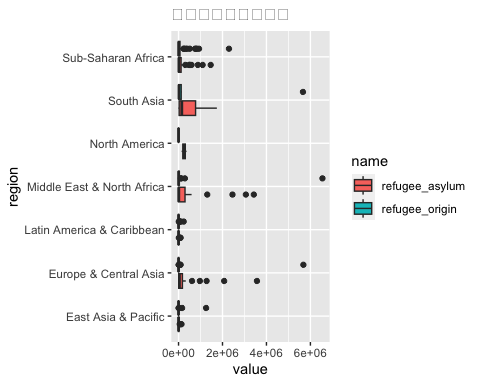 Sub-Saharan Africa
South Asia
North America
Middle East & North Africa
Latin America & Caribbean
Europe & Central Asia
East Asia & Pacific
region
0e+00 2e+06 4e+06 6e+06
value
name
refugee_asylum
refugee_origin